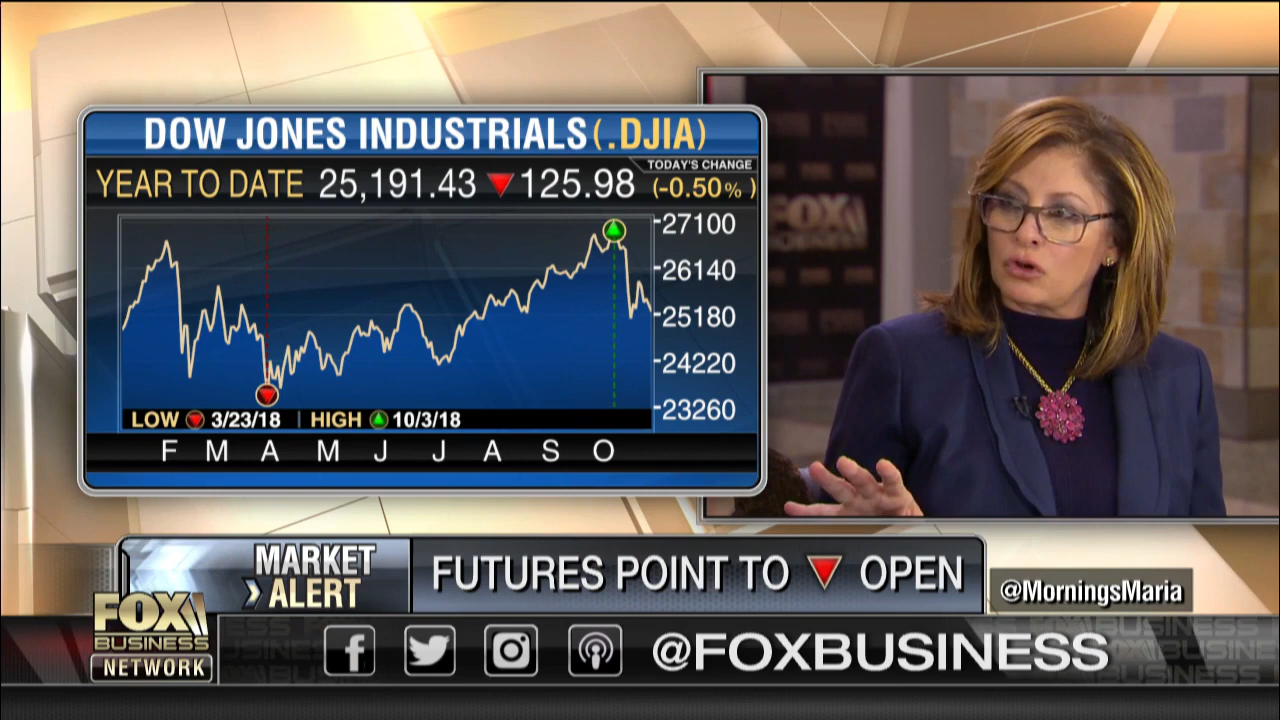 DOW JONES INDUSTRIALS (.DJIA)
TODAY'S CHANGE
YEAR TO DATE 25,191.43 ▼ 125.98 (-0.50%)
27100
26140
25180
24220
23260
LOW ▼ 3/23/18 | HIGH ▲ 10/3/18
F M A M J J A S O
FOX
BUSINESS
MARKET
ALERT
FUTURES POINT TO ▼ OPEN
@MorningsMaria
FOX
BUSINESS
NETWORK
@FOXBUSINESS